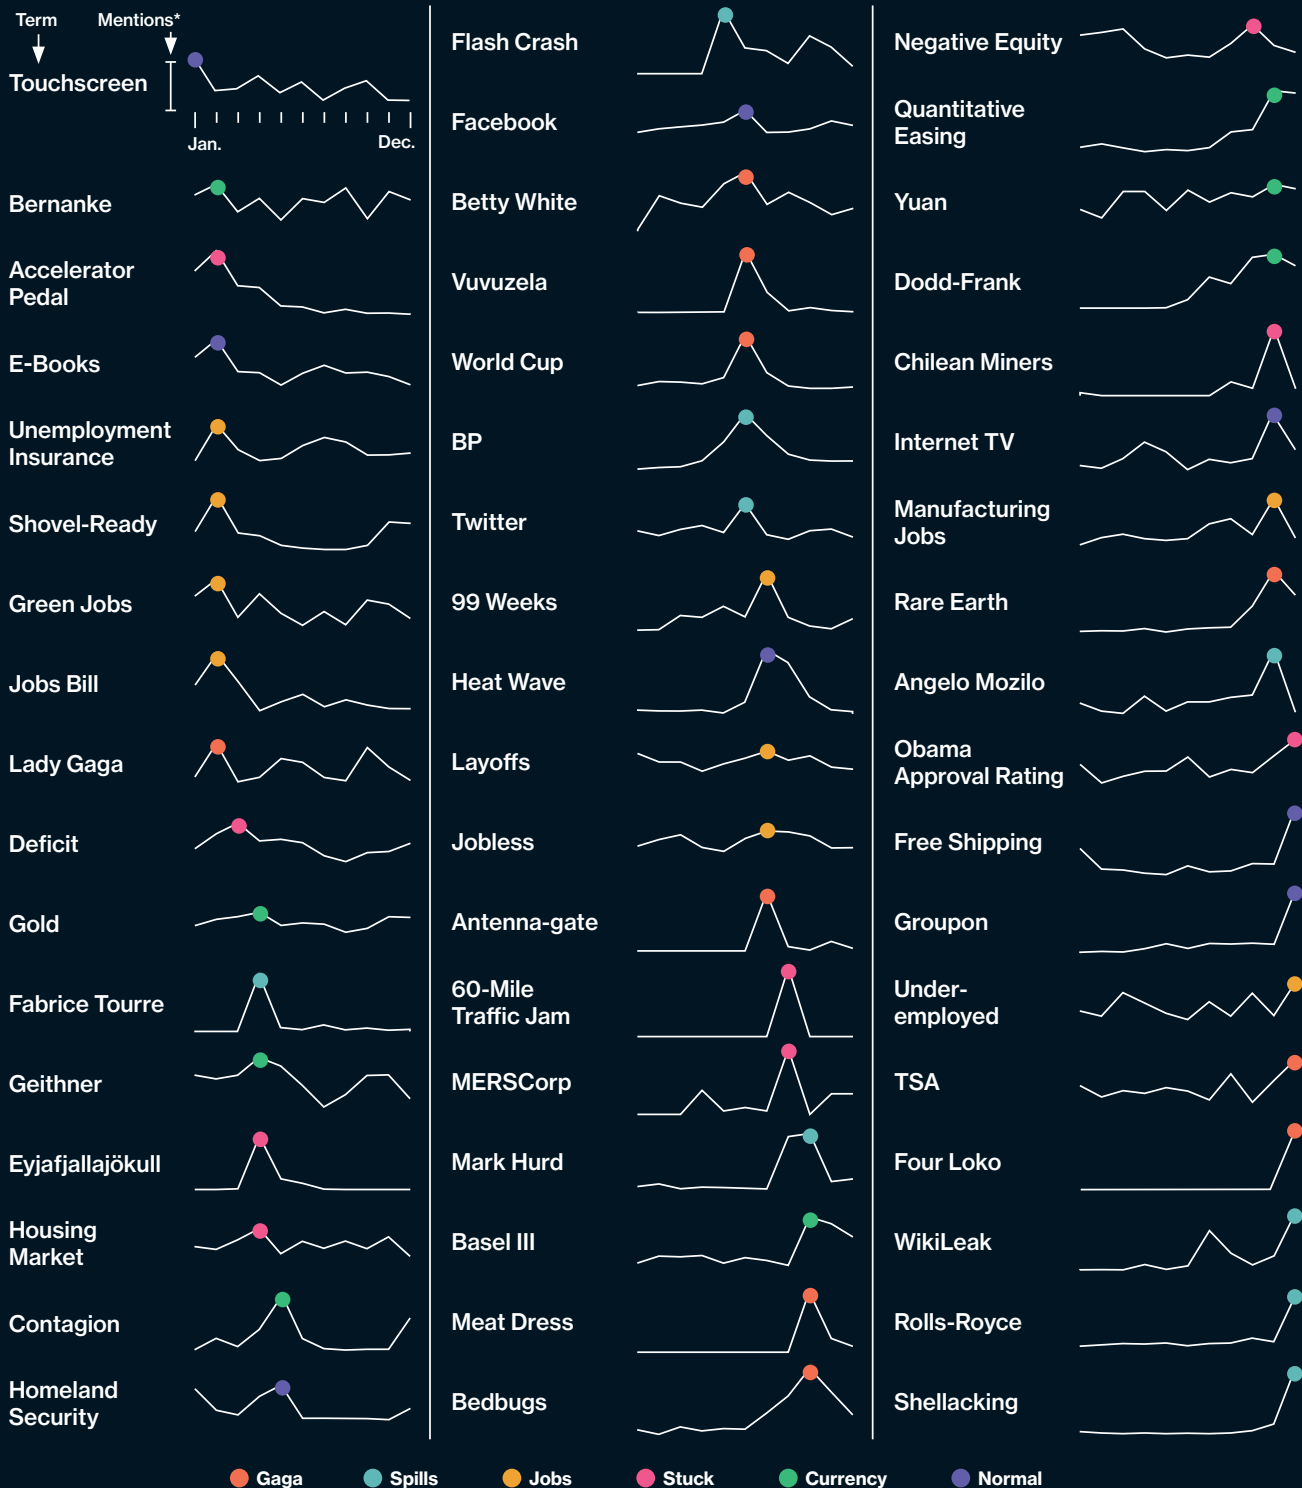 Term
Mentions*
Touchscreen
Jan.
Dec.
Bernanke
Accelerator
Pedal
E-Books
Unemployment
Insurance
Shovel-Ready
Green Jobs
Jobs Bill
Lady Gaga
Deficit
Gold
Fabrice Tourre
Geithner
Eyjafjallajökull
Housing
Market
Contagion
Homeland
Security
Flash Crash
Facebook
Betty White
Vuvuzela
World Cup
BP
Twitter
99 Weeks
Heat Wave
Layoffs
Jobless
Antenna-gate
60-Mile
Traffic Jam
MERSCorp
Mark Hurd
Basel III
Meat Dress
Bedbugs
Negative Equity
Quantitative
Easing
Yuan
Dodd-Frank
Chilean Miners
Internet TV
Manufacturing
Jobs
Rare Earth
Angelo Mozilo
Obama
Approval Rating
Free Shipping
Groupon
Under-
employed
TSA
Four Loko
WikiLeak
Rolls-Royce
Shellacking
Gaga
Spills
Jobs
Stuck
Currency
Normal